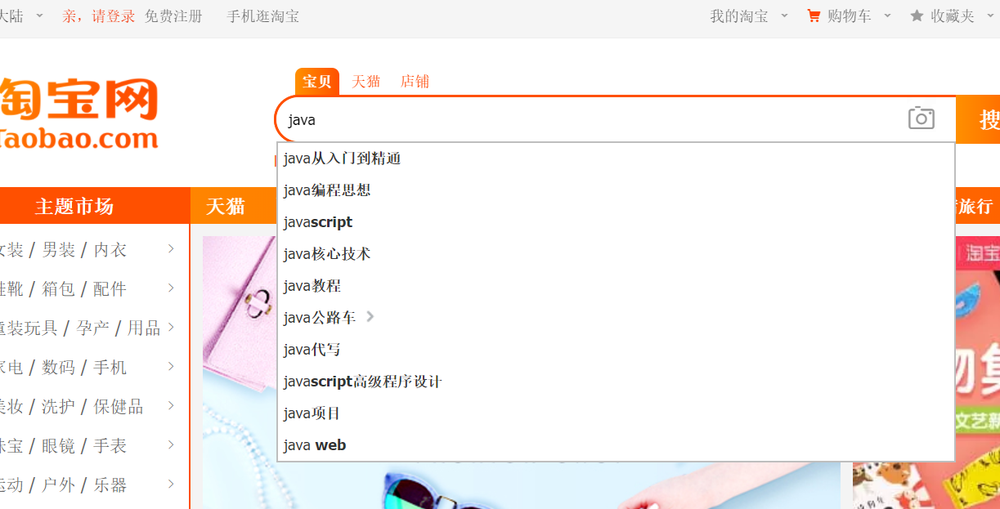 大陆 亲，请登录 免费注册 手机逛淘宝 我的淘宝 购物车 收藏夹
淘宝网
Taobao.com
宝贝 天猫 店铺
java
搜
java从入门到精通
java编程思想
javascript
java核心技术
java教程
java公路车
java代写
javascript高级程序设计
java项目
java web
主题市场
天猫
旅行
女装 / 男装 / 内衣
鞋靴 / 箱包 / 配件
童装玩具 / 孕产 / 用品
家电 / 数码 / 手机
美妆 / 洗护 / 保健品
珠宝 / 眼镜 / 手表
运动 / 户外 / 乐器
淘宝
物集
文艺新